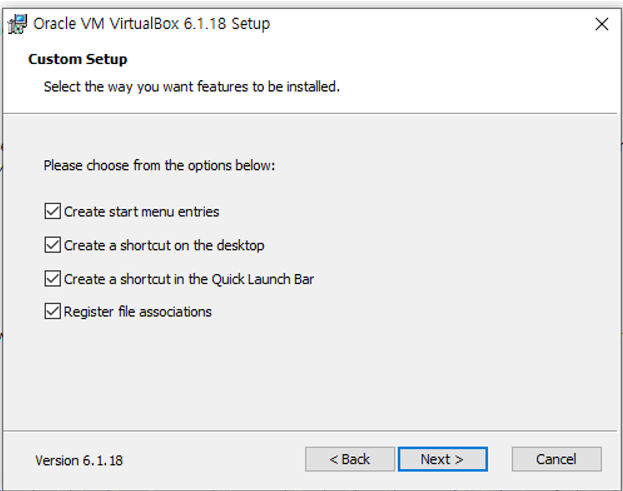 Oracle VM VirtualBox 6.1.18 Setup
Custom Setup
Select the way you want features to be installed.
Please choose from the options below:
Create start menu entries
Create a shortcut on the desktop
Create a shortcut in the Quick Launch Bar
Register file associations
Version 6.1.18
< Back
Next >
Cancel